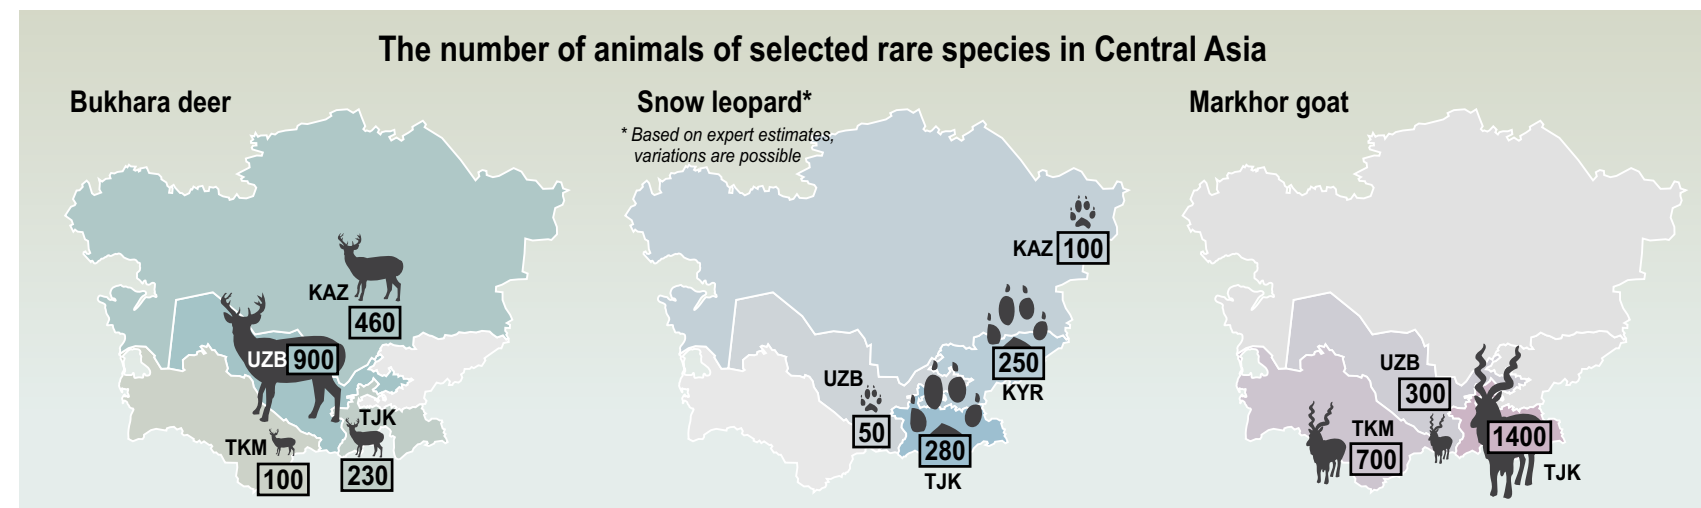 The number of animals of selected rare species in Central Asia
Bukhara deer
KAZ
460
UZB 900
TJK
230
TKM
100
Snow leopard*
* Based on expert estimates,
variations are possible
KAZ 100
250
KYR
UZB
50
280
TJK
Markhor goat
UZB
300
TKM
700
1400
TJK